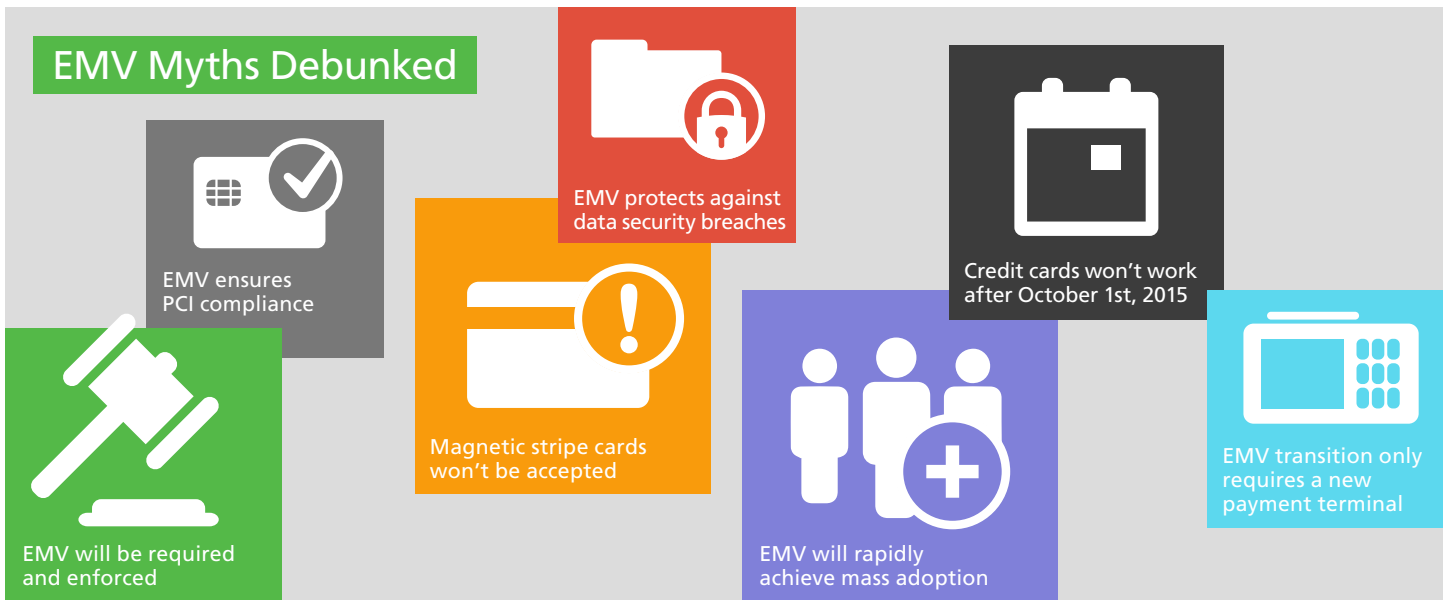 EMV Myths Debunked
EMV ensures
PCI compliance
EMV protects against
data security breaches
Credit cards won't work
after October 1st, 2015
EMV will be required
and enforced
Magnetic stripe cards
won't be accepted
EMV will rapidly
achieve mass adoption
EMV transition only
requires a new
payment terminal